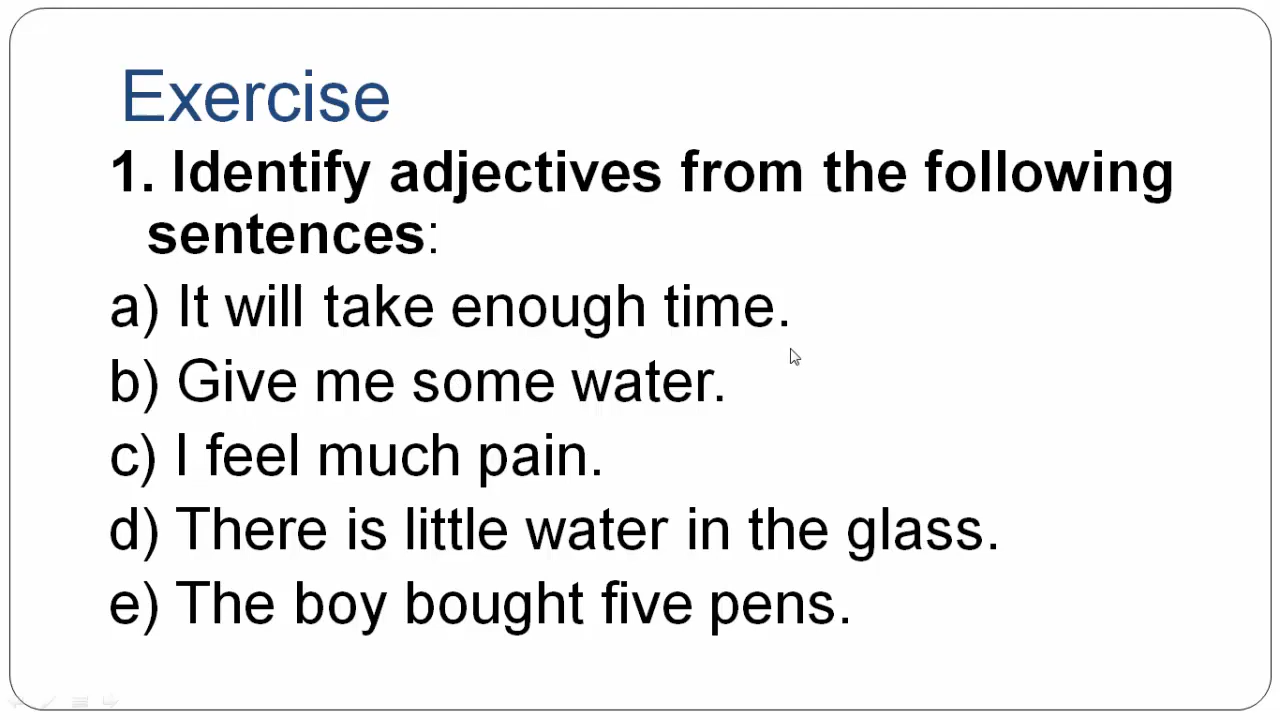 Exercise
1. Identify adjectives from the following
sentences:
a) It will take enough time.
b) Give me some water.
c) I feel much pain.
d) There is little water in the glass.
e) The boy bought five pens.